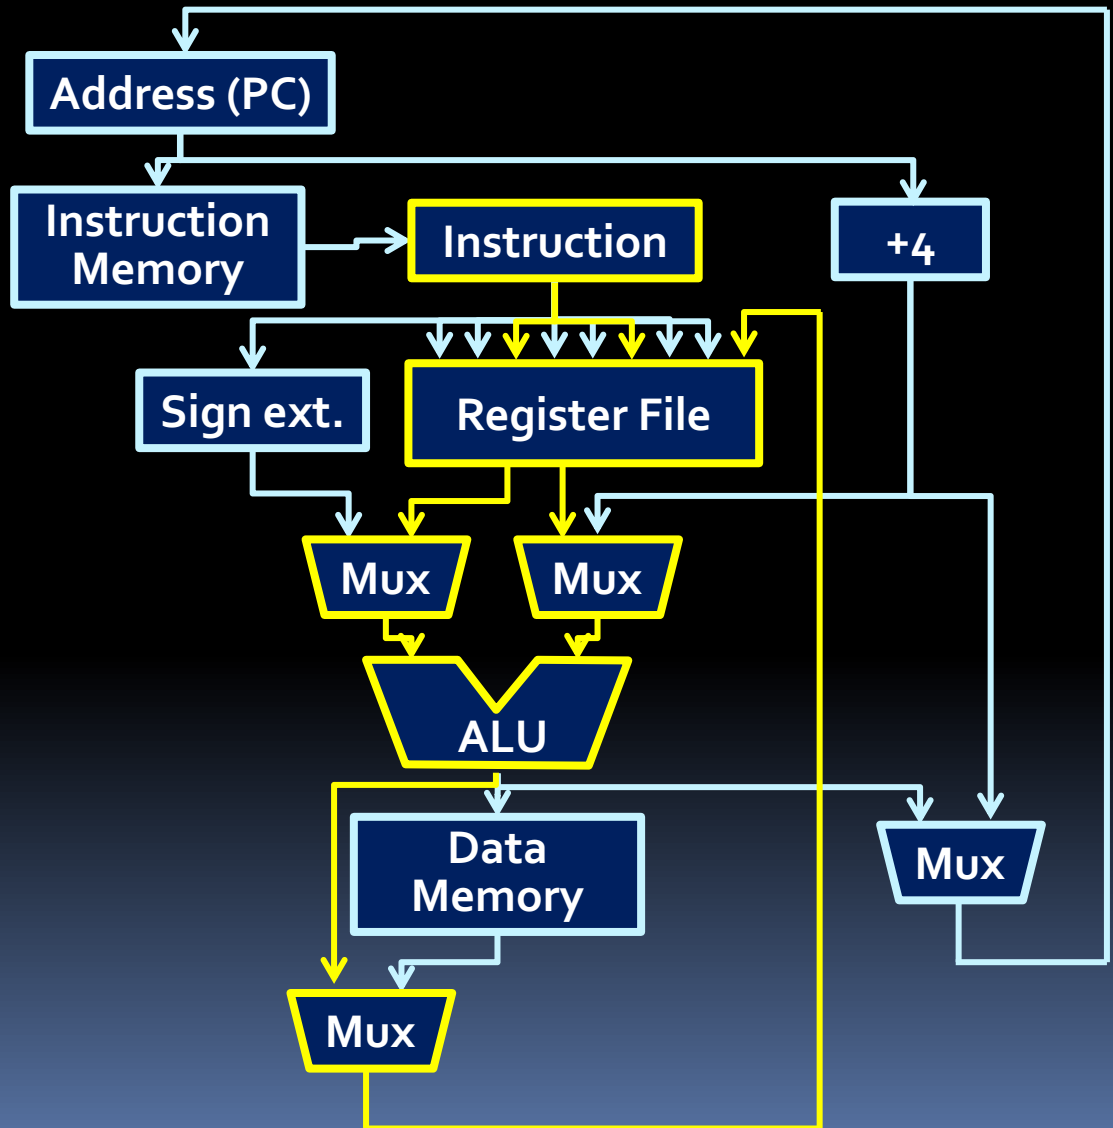 Address (PC)
Instruction
Memory
Instruction
+4
Sign ext.
Register File
Mux
Mux
ALU
Data
Memory
Mux
Mux